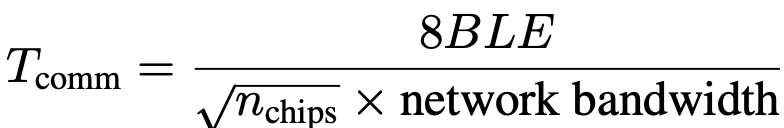 T_comm = 8BLE / (√n_chips × network bandwidth)